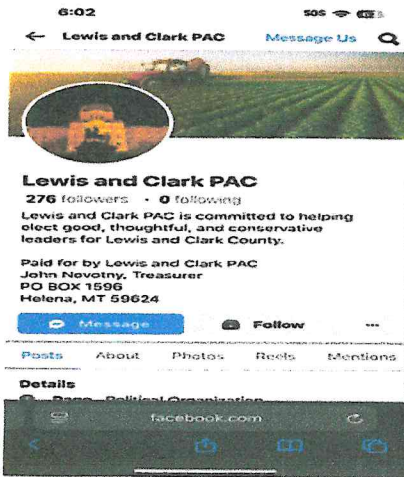 6:02 SOS
← Lewis and Clark PAC Message Us
Lewis and Clark PAC
276 followers • 0 following
Lewis and Clark PAC is committed to helping
elect good, thoughtful, and conservative
leaders for Lewis and Clark County.
Paid for by Lewis and Clark PAC
John Novotny, Treasurer
PO BOX 1596
Helena, MT 59624
Message Follow ...
Posts About Photos Reels Mentions
Details
Page Political Organization
facebook.com